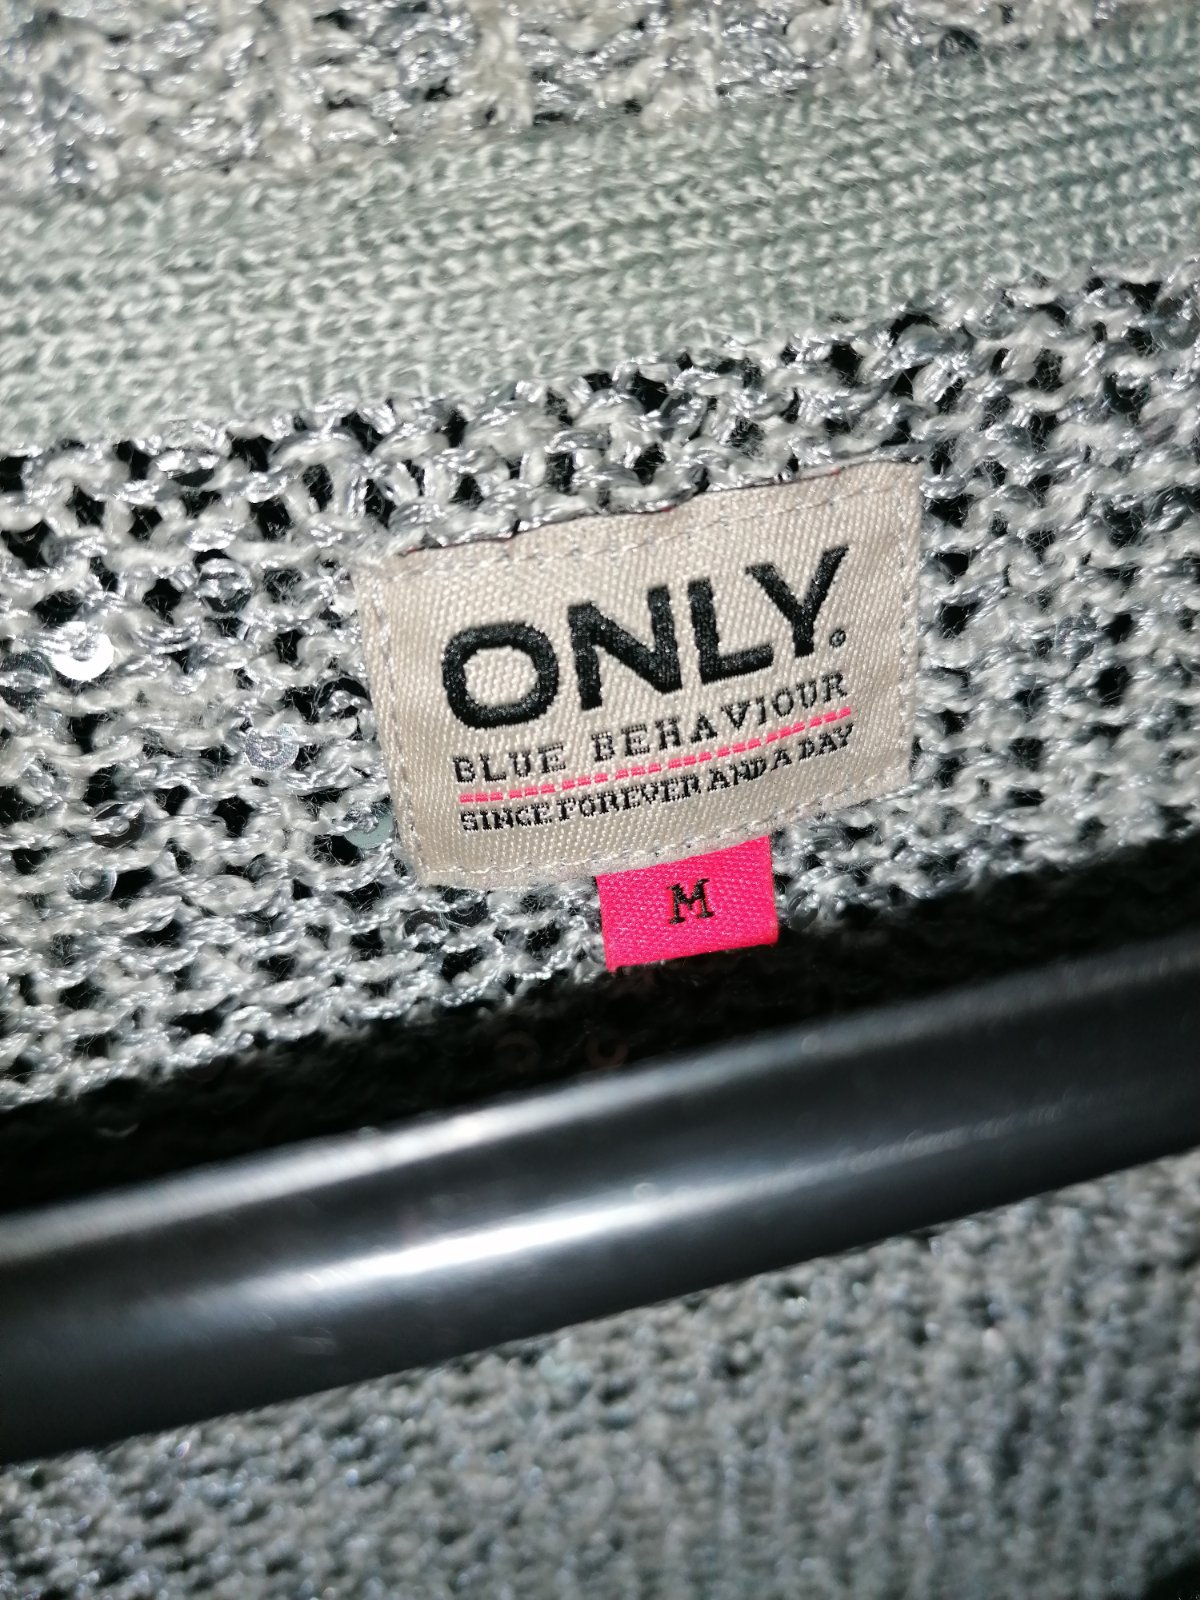 ONLY.
BLUE BEHAVIOUR
SINCE FOREVER AND A DAY
M